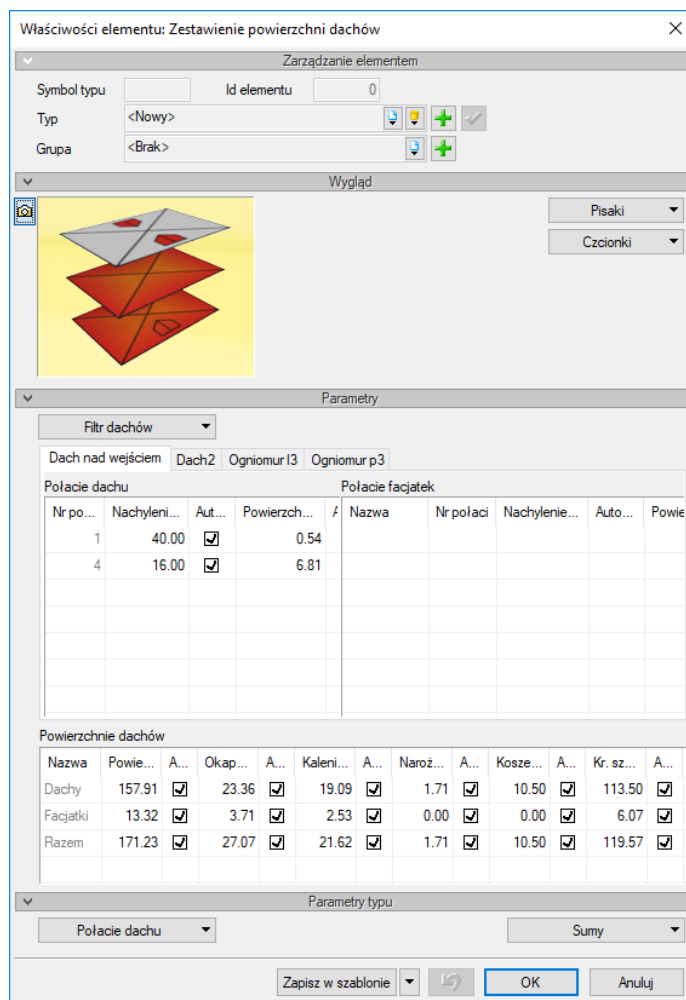 Właściwości elementu: Zestawienie powierzchni dachów
Zarządzanie elementem
Symbol typu Id elementu 0
Typ <Nowy>
Grupa <Brak>
Wygląd
Pisaki
Czcionki
Parametry
Filtr dachów
Dach nad wejściem Dach2 Ogniomur l3 Ogniomur p3
Połacie dachu Połacie facjatek
Nr po... Nachyleni... Aut... Powierzch... Nazwa Nr połaci Nachylenie... Auto... Powie
1 40.00 0.54
4 16.00 6.81
Powierzchnie dachów
Nazwa Powie... A... Okap... A... Kaleni... A... Naroż... A... Kosze... A... Kr. sz... A...
Dachy 157.91 23.36 19.09 1.71 10.50 113.50
Facjatki 13.32 3.71 2.53 0.00 0.00 6.07
Razem 171.23 27.07 21.62 1.71 10.50 119.57
Parametry typu
Połacie dachu Sumy
Zapisz w szablonie OK Anuluj